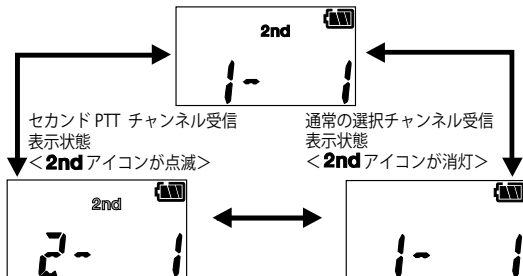 2nd
1- 1
セカンド PTT チャンネル受信
表示状態
<2ndアイコンが点滅>
通常の選択チャンネル受信
表示状態
<2ndアイコンが消灯>
2nd
2- 1
1- 1